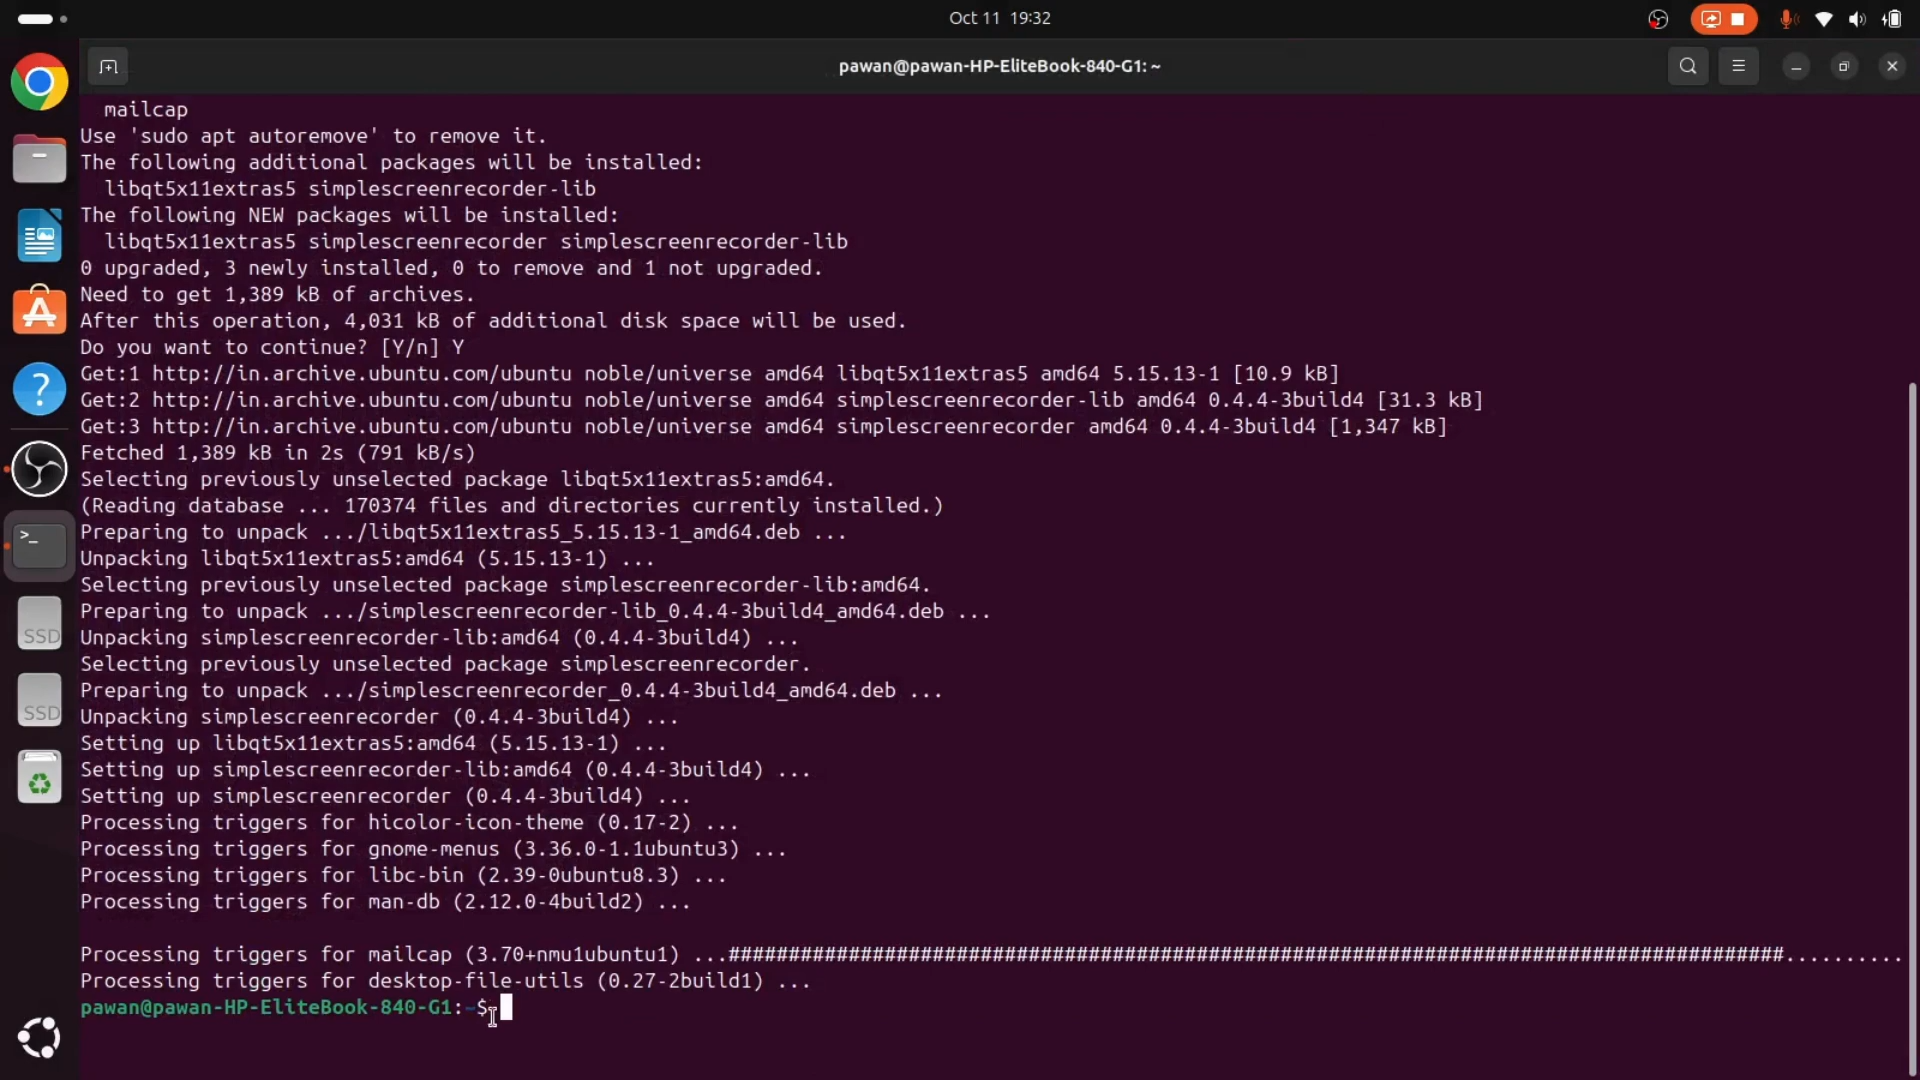 Oct 11 19:32
pawan@pawan-HP-EliteBook-840-G1: ~
mailcap
Use 'sudo apt autoremove' to remove it.
The following additional packages will be installed:
libqt5x11extras5 simplescreenrecorder-lib
The following NEW packages will be installed:
libqt5x11extras5 simplescreenrecorder simplescreenrecorder-lib
0 upgraded, 3 newly installed, 0 to remove and 1 not upgraded.
Need to get 1,389 kB of archives.
After this operation, 4,031 kB of additional disk space will be used.
Do you want to continue? [Y/n] Y
Get:1 http://in.archive.ubuntu.com/ubuntu noble/universe amd64 libqt5x11extras5 amd64 5.15.13-1 [10.9 kB]
Get:2 http://in.archive.ubuntu.com/ubuntu noble/universe amd64 simplescreenrecorder-lib amd64 0.4.4-3build4 [31.3 kB]
Get:3 http://in.archive.ubuntu.com/ubuntu noble/universe amd64 simplescreenrecorder amd64 0.4.4-3build4 [1,347 kB]
Fetched 1,389 kB in 2s (791 kB/s)
Selecting previously unselected package libqt5x11extras5:amd64.
(Reading database ... 170374 files and directories currently installed.)
Preparing to unpack .../libqt5x11extras5_5.15.13-1_amd64.deb ...
Unpacking libqt5x11extras5:amd64 (5.15.13-1) ...
Selecting previously unselected package simplescreenrecorder-lib:amd64.
Preparing to unpack .../simplescreenrecorder-lib_0.4.4-3build4_amd64.deb ...
Unpacking simplescreenrecorder-lib:amd64 (0.4.4-3build4) ...
Selecting previously unselected package simplescreenrecorder.
Preparing to unpack .../simplescreenrecorder_0.4.4-3build4_amd64.deb ...
Unpacking simplescreenrecorder (0.4.4-3build4) ...
Setting up libqt5x11extras5:amd64 (5.15.13-1) ...
Setting up simplescreenrecorder-lib:amd64 (0.4.4-3build4) ...
Setting up simplescreenrecorder (0.4.4-3build4) ...
Processing triggers for hicolor-icon-theme (0.17-2) ...
Processing triggers for gnome-menus (3.36.0-1.1ubuntu3) ...
Processing triggers for libc-bin (2.39-0ubuntu8.3) ...
Processing triggers for man-db (2.12.0-4build2) ...
Processing triggers for mailcap (3.70+nmu1ubuntu1) ...########################################################################################..........
Processing triggers for desktop-file-utils (0.27-2build1) ...
pawan@pawan-HP-EliteBook-840-G1:~$
SSD
SSD